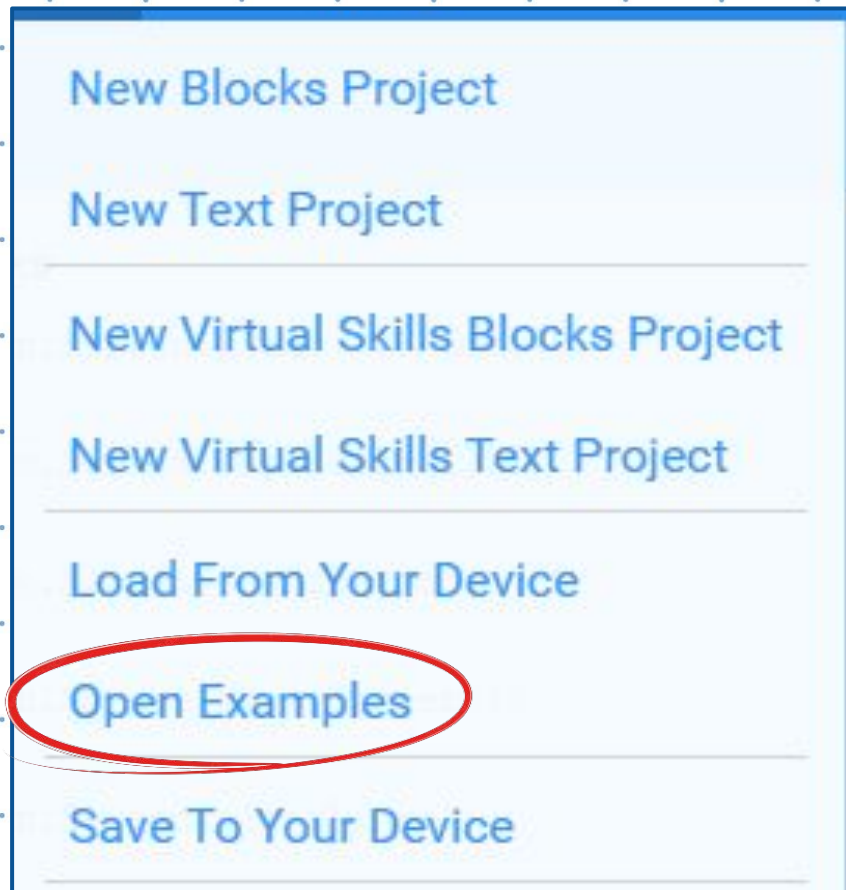 New Blocks Project
New Text Project
New Virtual Skills Blocks Project
New Virtual Skills Text Project
Load From Your Device
Open Examples
Save To Your Device